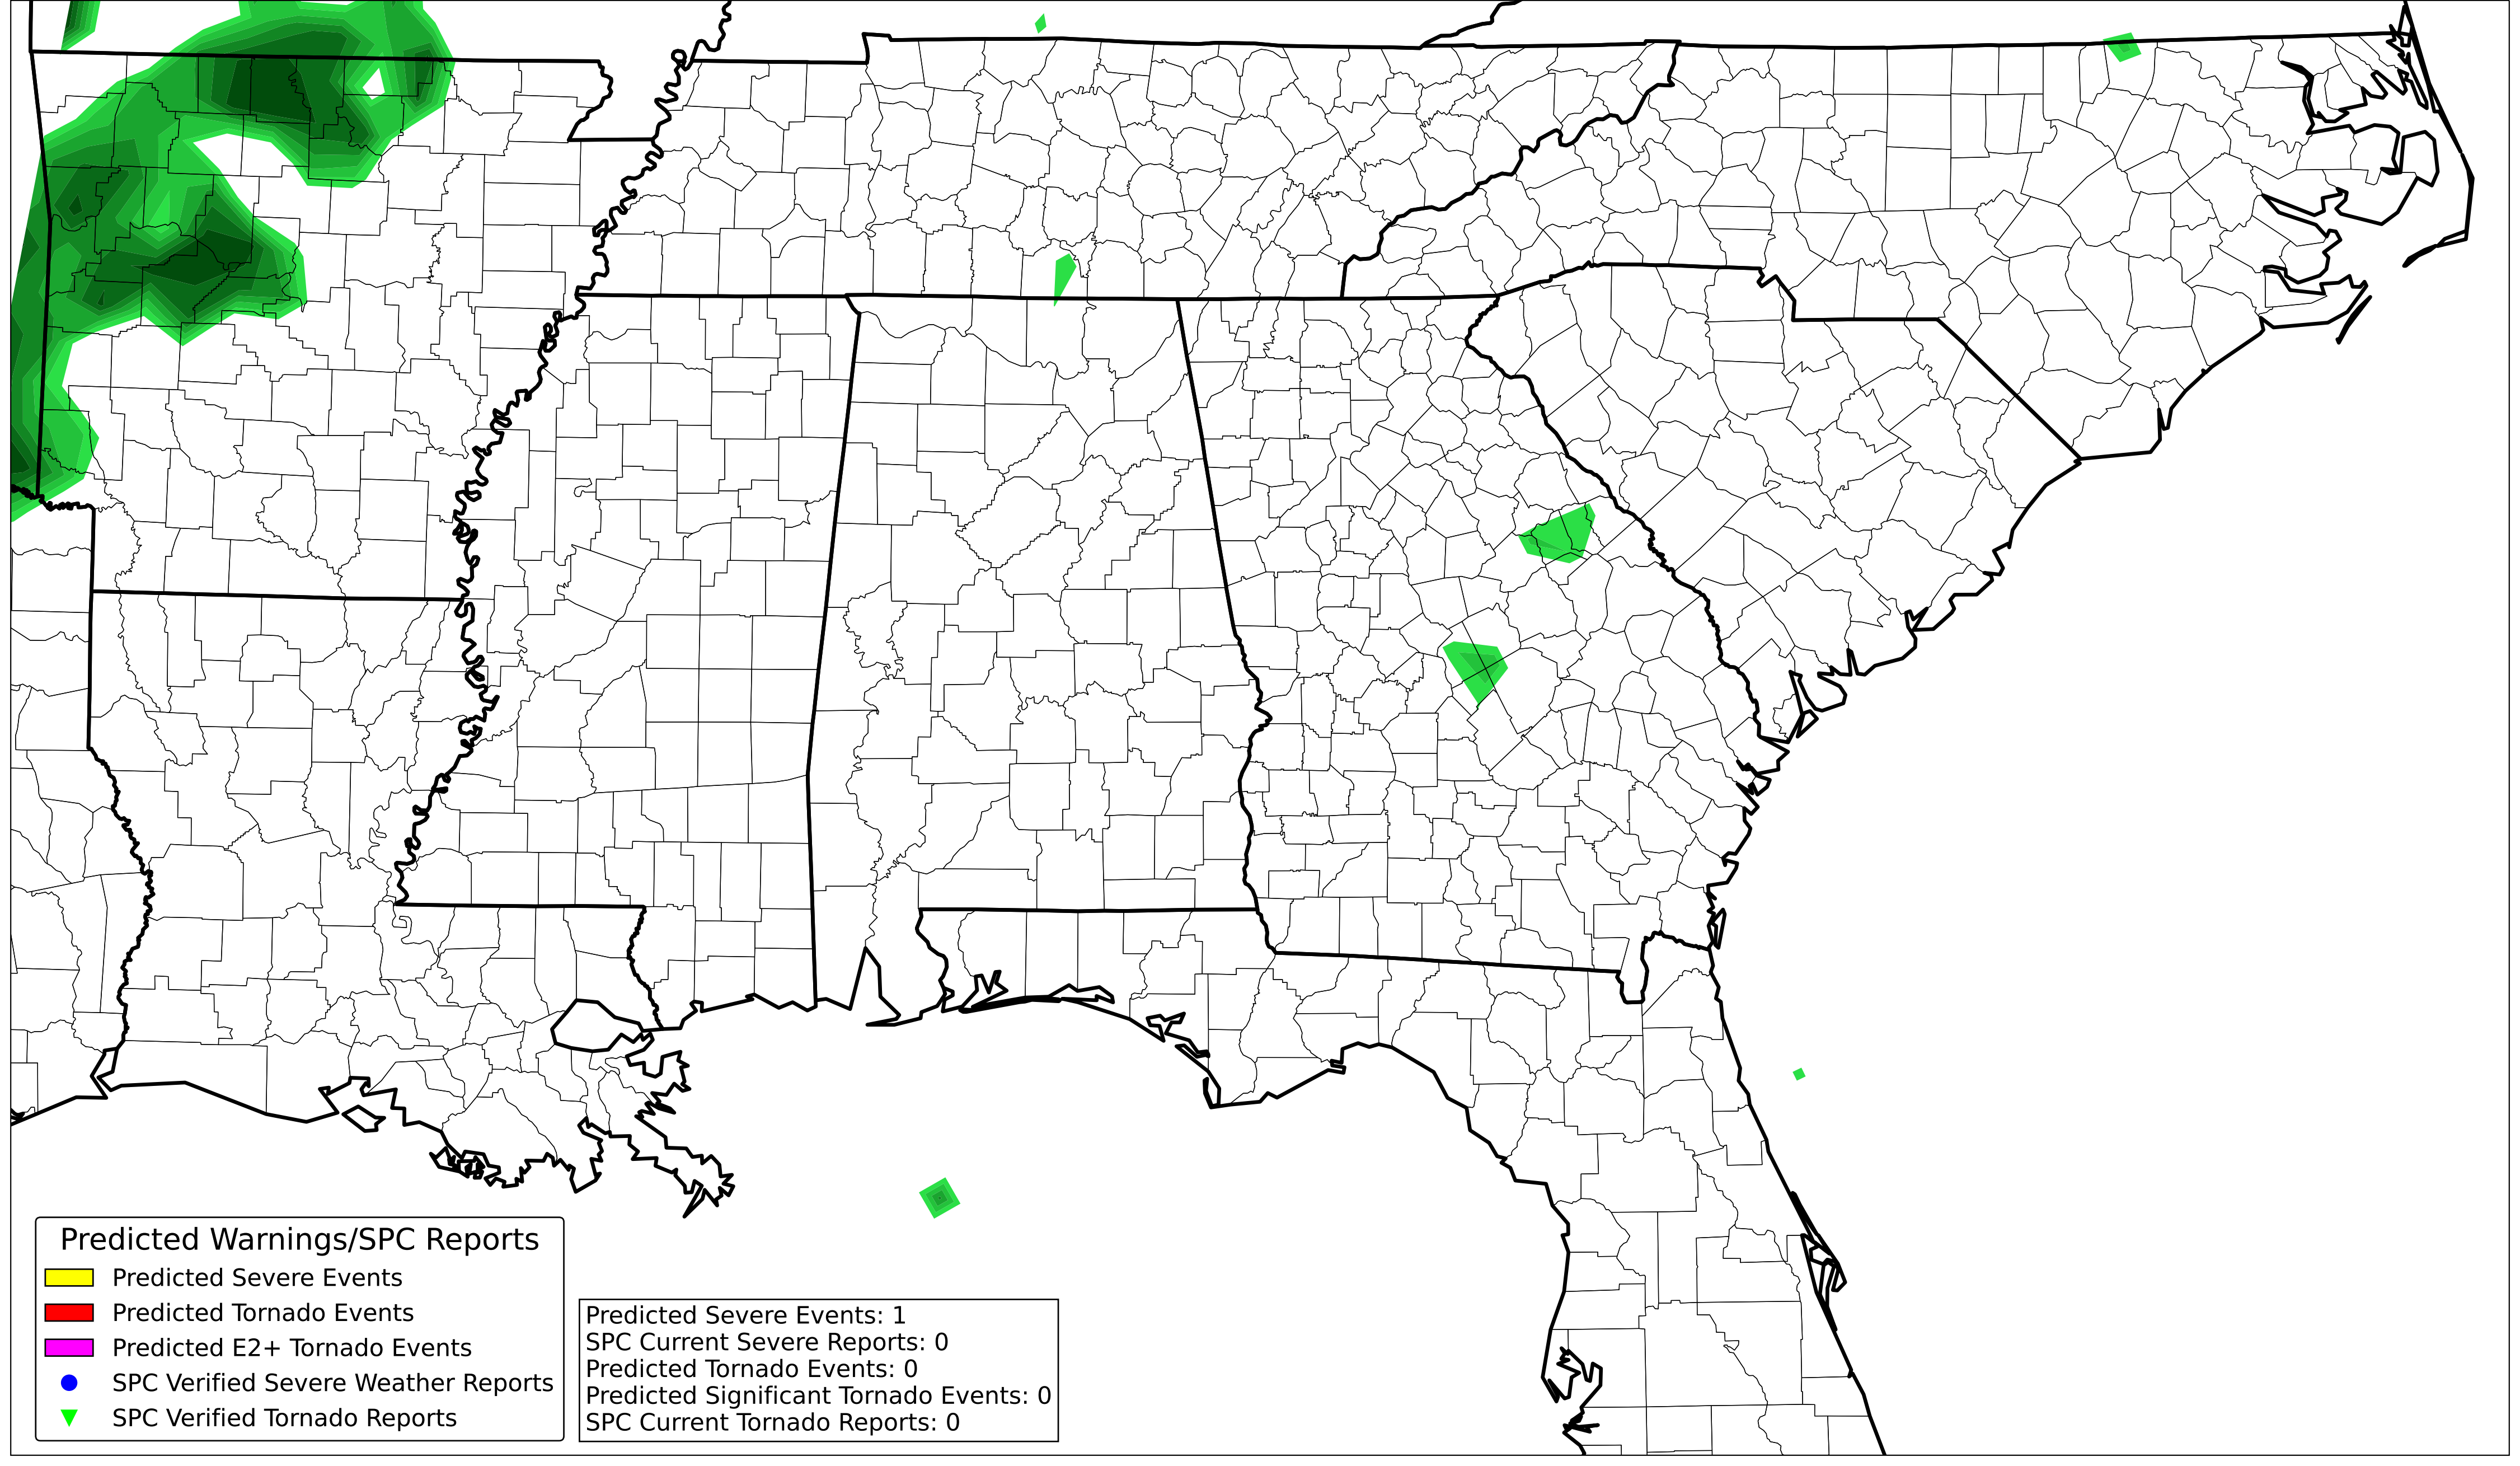 Predicted Warnings/SPC Reports
Predicted Severe Events
Predicted Tornado Events
Predicted E2+ Tornado Events
SPC Verified Severe Weather Reports
SPC Verified Tornado Reports
Predicted Severe Events: 1
SPC Current Severe Reports: 0
Predicted Tornado Events: 0
Predicted Significant Tornado Events: 0
SPC Current Tornado Reports: 0